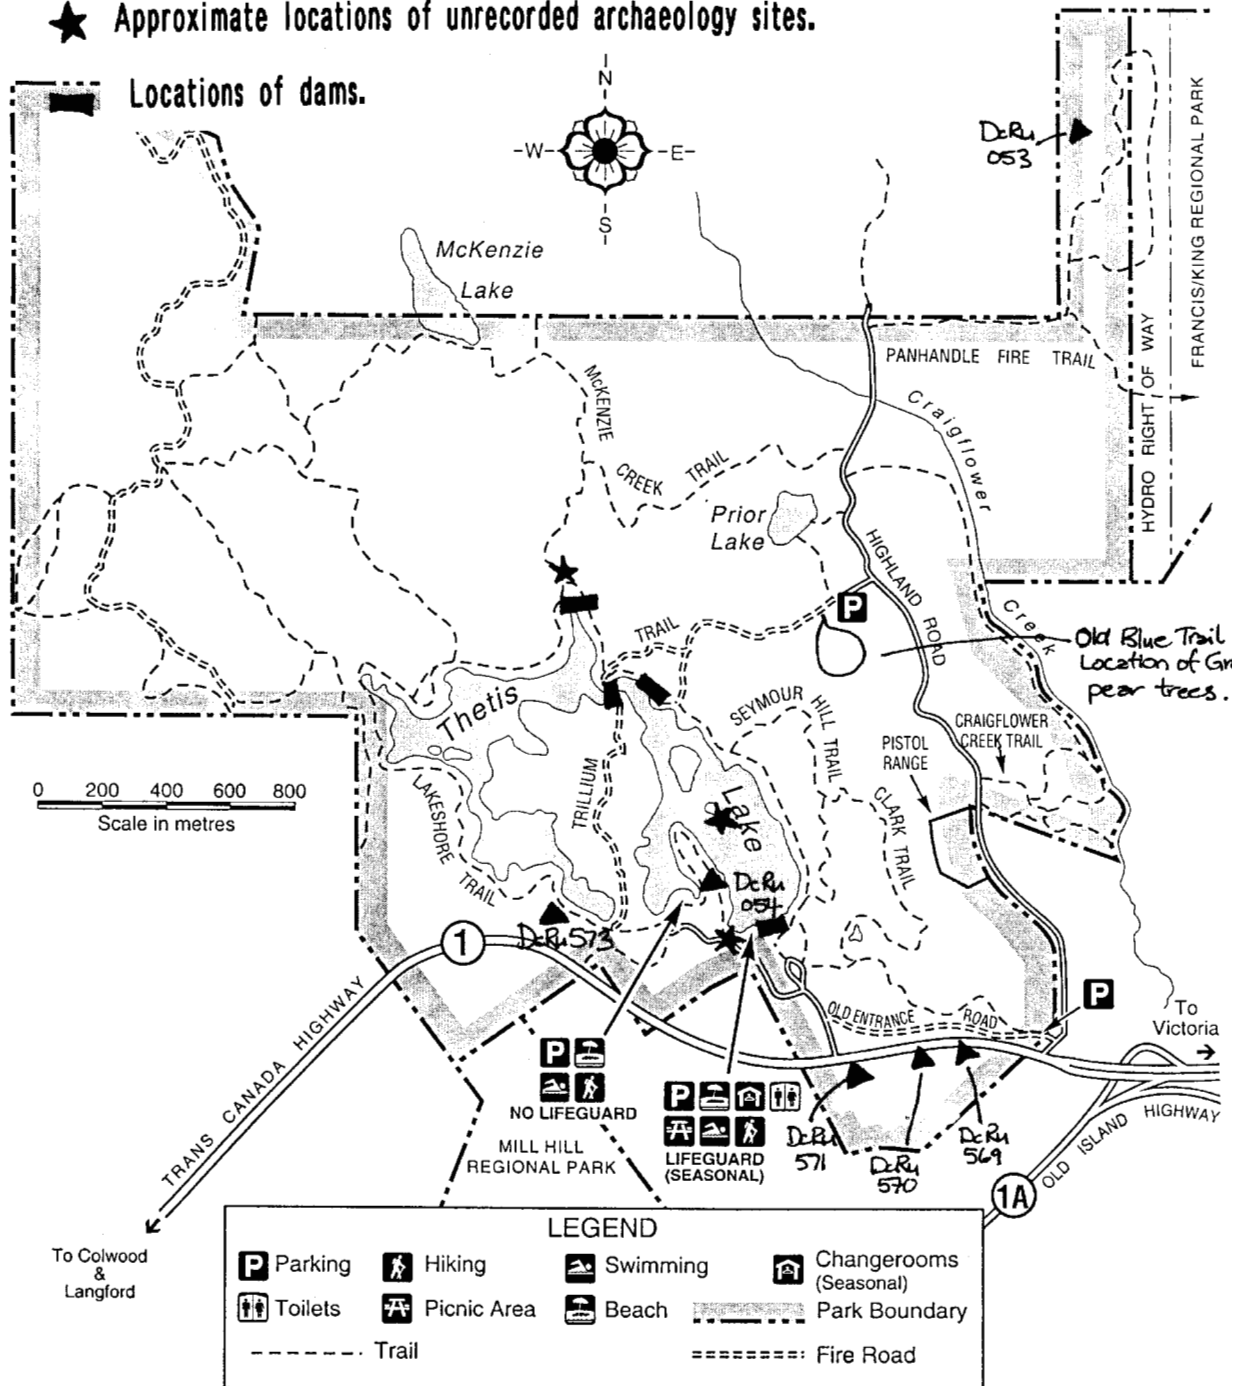 Approximate locations of unrecorded archaeology sites.
Locations of dams.
N
W
E
S
DcRu
053
FRANCIS/KING REGIONAL PARK
HYDRO RIGHT OF WAY
McKenzie
Lake
PANHANDLE FIRE TRAIL
McKENZIE
CREEK TRAIL
Craigflower
Creek
Prior
Lake
HIGHLAND ROAD
P
TRAIL
Old Blue Trail
Location of Gr
pear trees.
Thetis
Lake
SEYMOUR
HILL TRAIL
CRAIGFLOWER
CREEK TRAIL
PISTOL
RANGE
0 200 400 600 800
Scale in metres
LAKESHORE
TRAIL
TRILLIUM
CLARK TRAIL
DcRu
054
DcRu 573
1
TRANS CANADA HIGHWAY
OLD ENTRANCE ROAD
P
To
Victoria
P
NO LIFEGUARD
P
LIFEGUARD
(SEASONAL)
MILL HILL
REGIONAL PARK
DcRu
571
DcRu
570
DcRu
569
OLD ISLAND HIGHWAY
1A
To Colwood
&
Langford
LEGEND
P Parking
Hiking
Swimming
Changerooms
(Seasonal)
Toilets
Picnic Area
Beach
Park Boundary
Trail
Fire Road